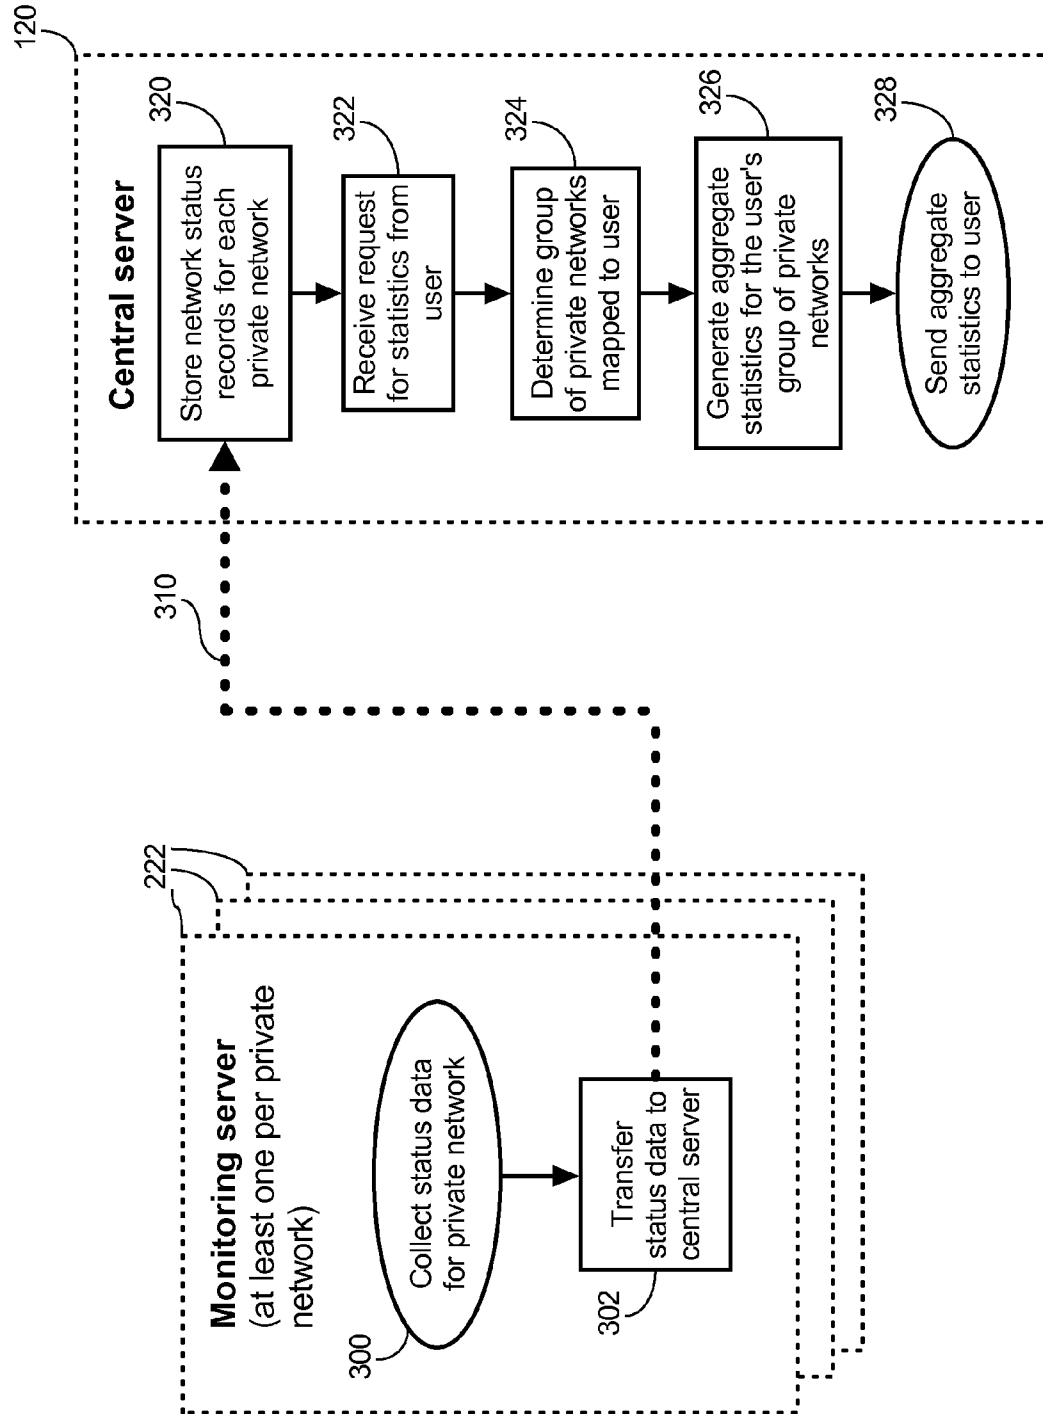 222
Monitoring server
(at least one per private
network)
300
Collect status data
for private network
302
Transfer
status data to
central server
310
120
Central server
320
Store network status
records for each
private network
322
Receive request
for statistics from
user
324
Determine group
of private networks
mapped to user
326
Generate aggregate
statistics for the user's
group of private
networks
328
Send aggregate
statistics to user